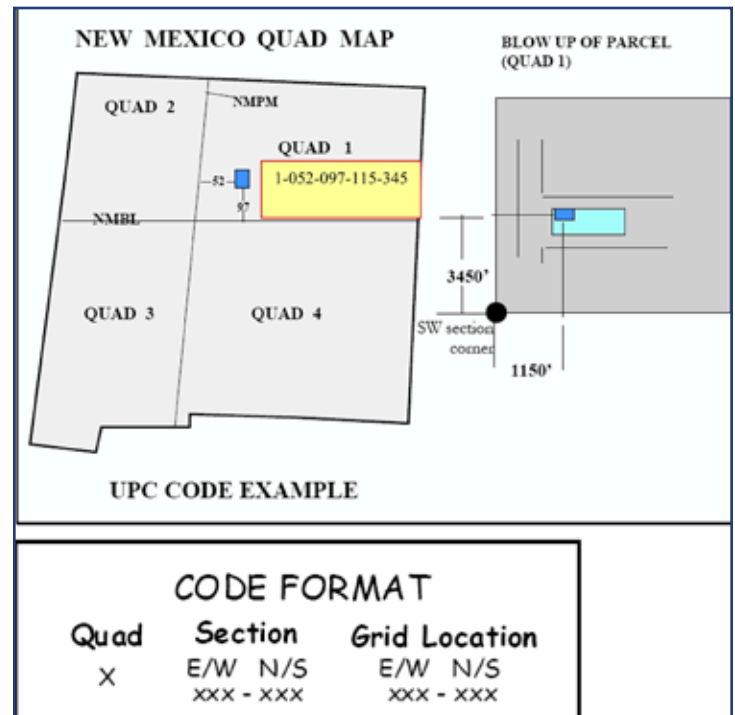 NEW MEXICO QUAD MAP
BLOW UP OF PARCEL
(QUAD 1)
QUAD 2
NMPM
QUAD 1
52
1-052-097-115-345
97
NMBL
3450'
QUAD 3
QUAD 4
SW section
corner
1150'
UPC CODE EXAMPLE
CODE FORMAT
Quad Section Grid Location
X E/W N/S E/W N/S
xxx - xxx xxx - xxx